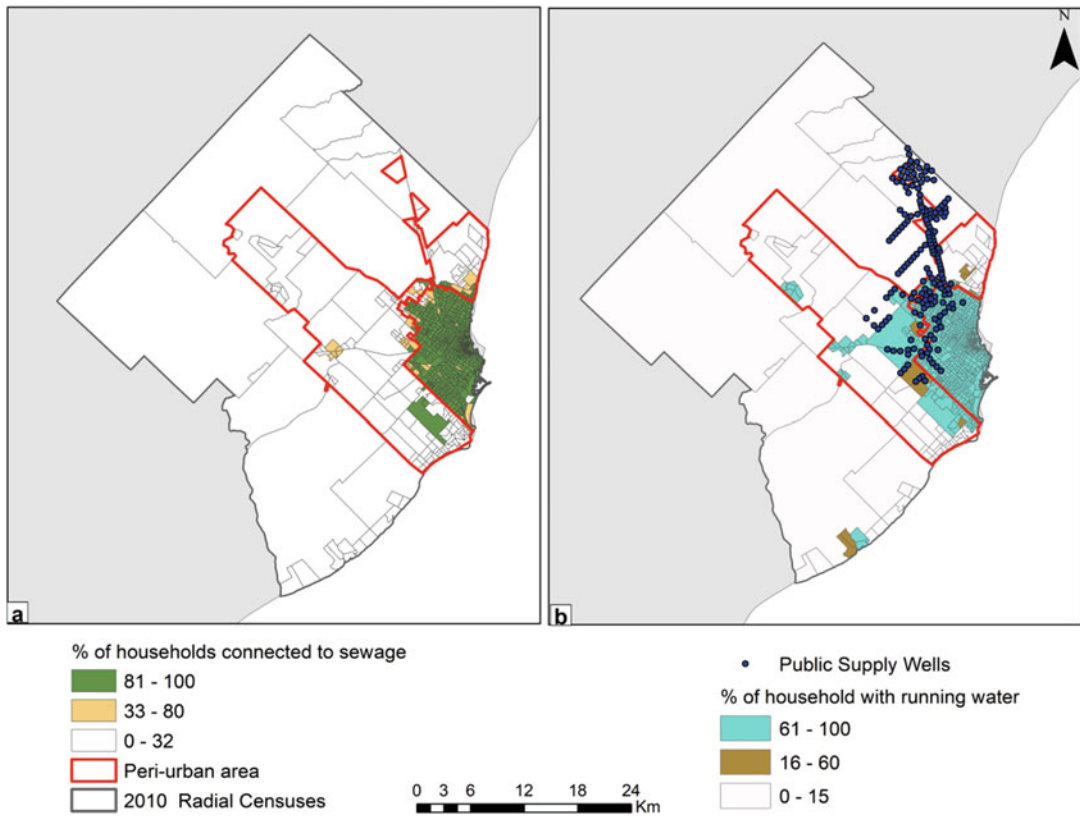 N
a
b
% of households connected to sewage
81 - 100
33 - 80
0 - 32
Peri-urban area
2010 Radial Censuses
0 3 6 12 18 24
Km
Public Supply Wells
% of household with running water
61 - 100
16 - 60
0 - 15